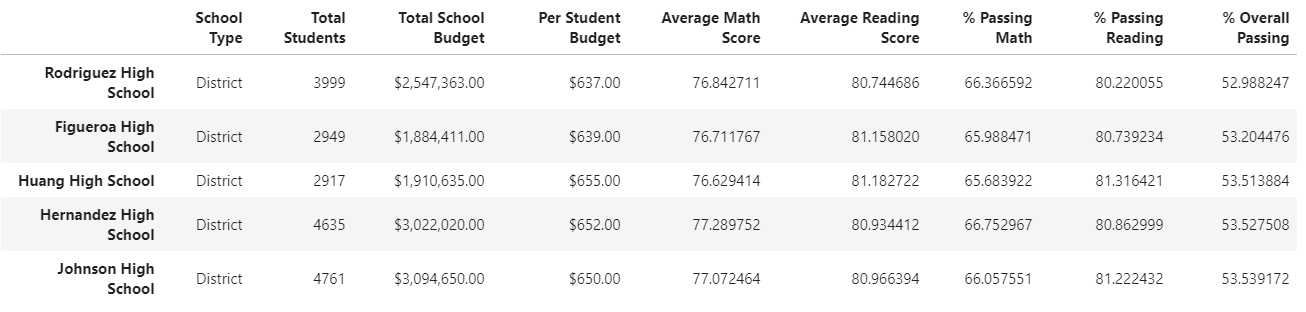 School Type Total Students Total School Budget Per Student Budget Average Math Score Average Reading Score % Passing Math % Passing Reading % Overall Passing
Rodriguez High School District 3999 $2,547,363.00 $637.00 76.842711 80.744686 66.366592 80.220055 52.988247
Figueroa High School District 2949 $1,884,411.00 $639.00 76.711767 81.158020 65.988471 80.739234 53.204476
Huang High School District 2917 $1,910,635.00 $655.00 76.629414 81.182722 65.683922 81.316421 53.513884
Hernandez High School District 4635 $3,022,020.00 $652.00 77.289752 80.934412 66.752967 80.862999 53.527508
Johnson High School District 4761 $3,094,650.00 $650.00 77.072464 80.966394 66.057551 81.222432 53.539172